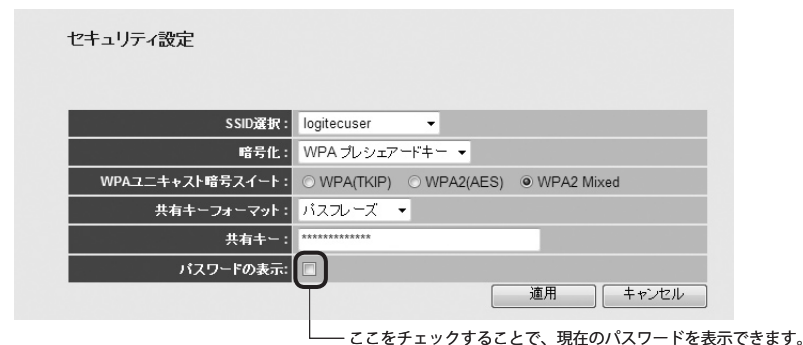 セキュリティ設定
SSID選択： logitecuser
暗号化： WPA プレシェアードキー
WPAユニキャスト暗号スイート： WPA(TKIP) WPA2(AES) WPA2 Mixed
共有キーフォーマット： パスフレーズ
共有キー： *************
パスワードの表示:
適用 キャンセル
ここをチェックすることで、現在のパスワードを表示できます。